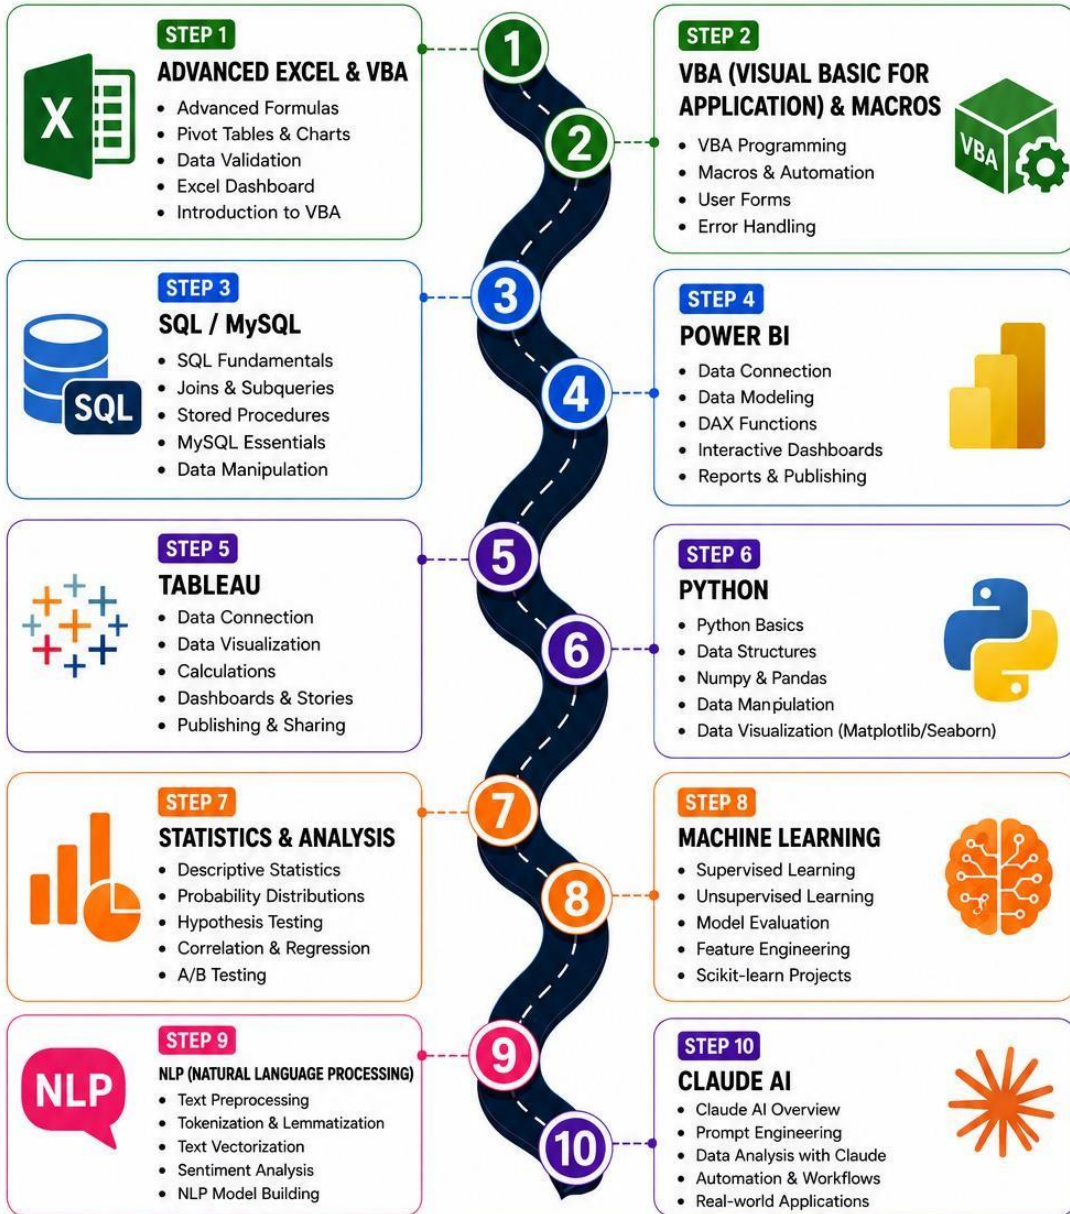 STEP 1
1
ADVANCED EXCEL & VBA
X
• Advanced Formulas
• Pivot Tables & Charts
• Data Validation
• Excel Dashboard
• Introduction to VBA
STEP 2
2
VBA (VISUAL BASIC FOR
APPLICATION) & MACROS
VBA
• VBA Programming
• Macros & Automation
• User Forms
• Error Handling
STEP 3
3
SQL / MySQL
SQL
• SQL Fundamentals
• Joins & Subqueries
• Stored Procedures
• MySQL Essentials
• Data Manipulation
STEP 4
4
POWER BI
• Data Connection
• Data Modeling
• DAX Functions
• Interactive Dashboards
• Reports & Publishing
STEP 5
5
TABLEAU
• Data Connection
• Data Visualization
• Calculations
• Dashboards & Stories
• Publishing & Sharing
STEP 6
6
PYTHON
• Python Basics
• Data Structures
• Numpy & Pandas
• Data Manpulation
• Data Visualization (Matplotlib/Seaborn)
STEP 7
7
STATISTICS & ANALYSIS
• Descriptive Statistics
• Probability Distributions
• Hypothesis Testing
• Correlation & Regression
• A/B Testing
STEP 8
8
MACHINE LEARNING
• Supervised Learning
• Unsupervised Learning
• Model Evaluation
• Feature Engineering
• Scikit-learn Projects
STEP 9
9
NLP (NATURAL LANGUAGE PROCESSING)
NLP
• Text Preprocessing
• Tokenization & Lemmatization
• Text Vectorization
• Sentiment Analysis
• NLP Model Building
STEP 10
10
CLAUDE AI
• Claude AI Overview
• Prompt Engineering
• Data Analysis with Claude
• Automation & Workflows
• Real-world Applications